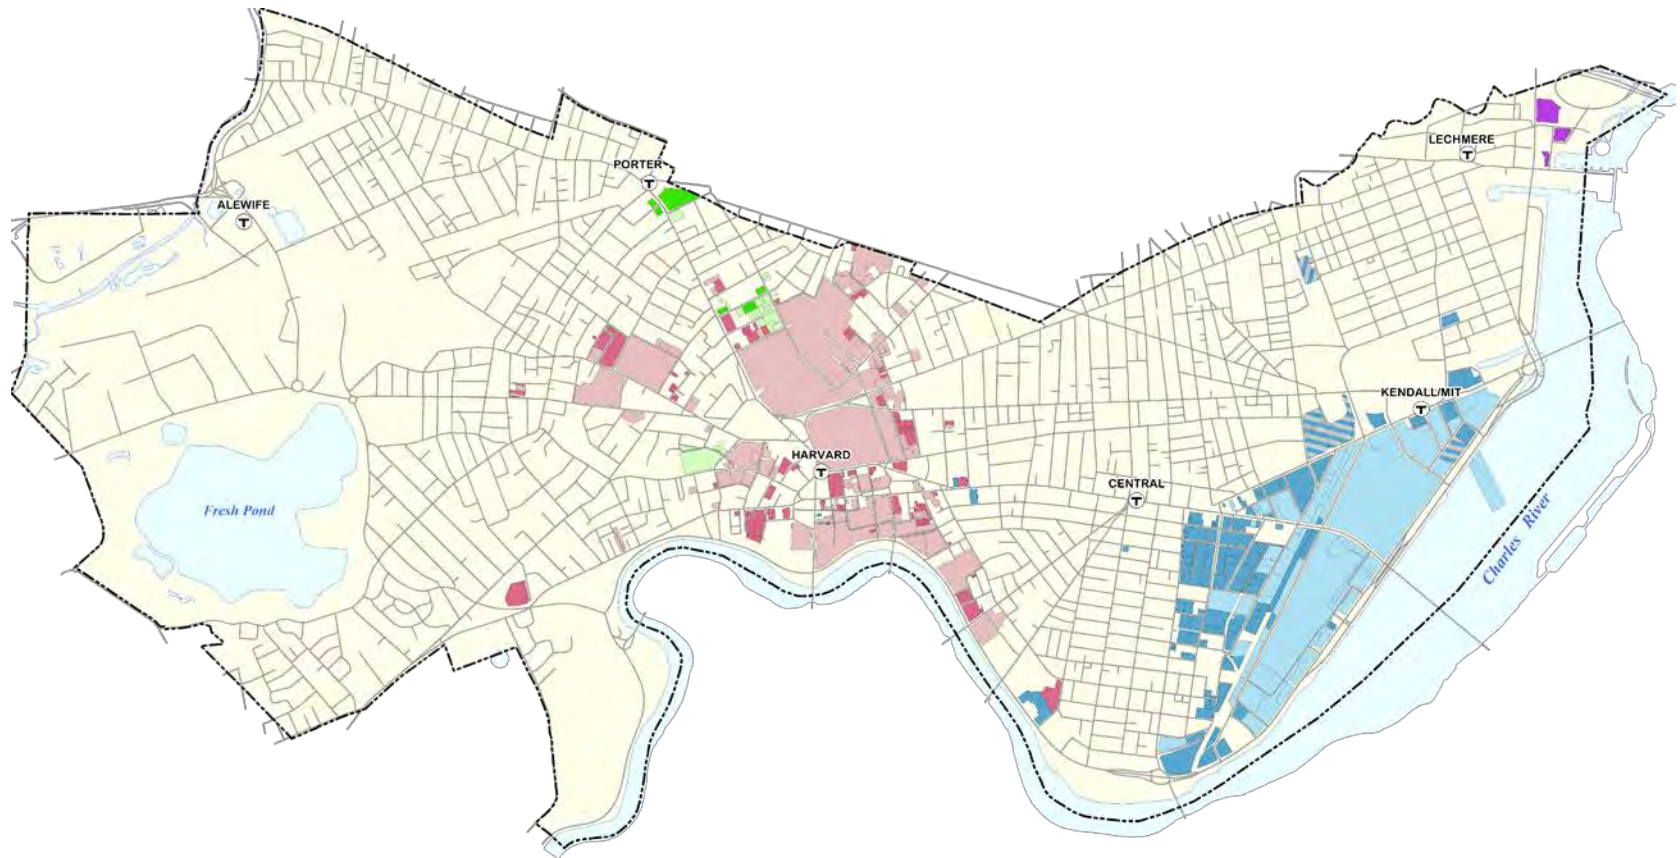 LECHMERE
T
PORTER
T
ALEWIFE
T
KENDALL/MIT
T
HARVARD
T
CENTRAL
T
Fresh Pond
Charles River